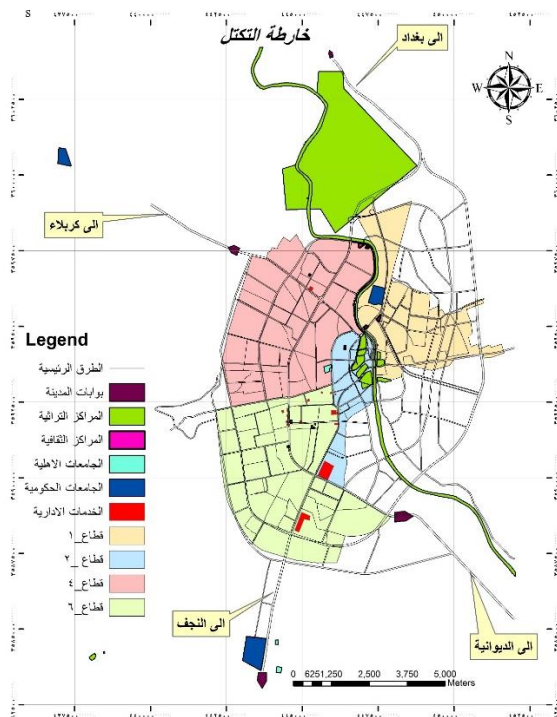 S
خارطة التكتل
الى بغداد
N
W E
S
الى كربلاء
Legend
الطرق الرئيسية
بوابات المدينة
المراكز التراثية
المراكز الثقافية
الجامعات الاهلية
الجامعات الحكومية
الخدمات الادارية
قطاع_١
قطاع_٢
قطاع_٤
قطاع_٦
الى النجف
الى الديوانية
0 6251,250 2,500 3,750 5,000
Meters